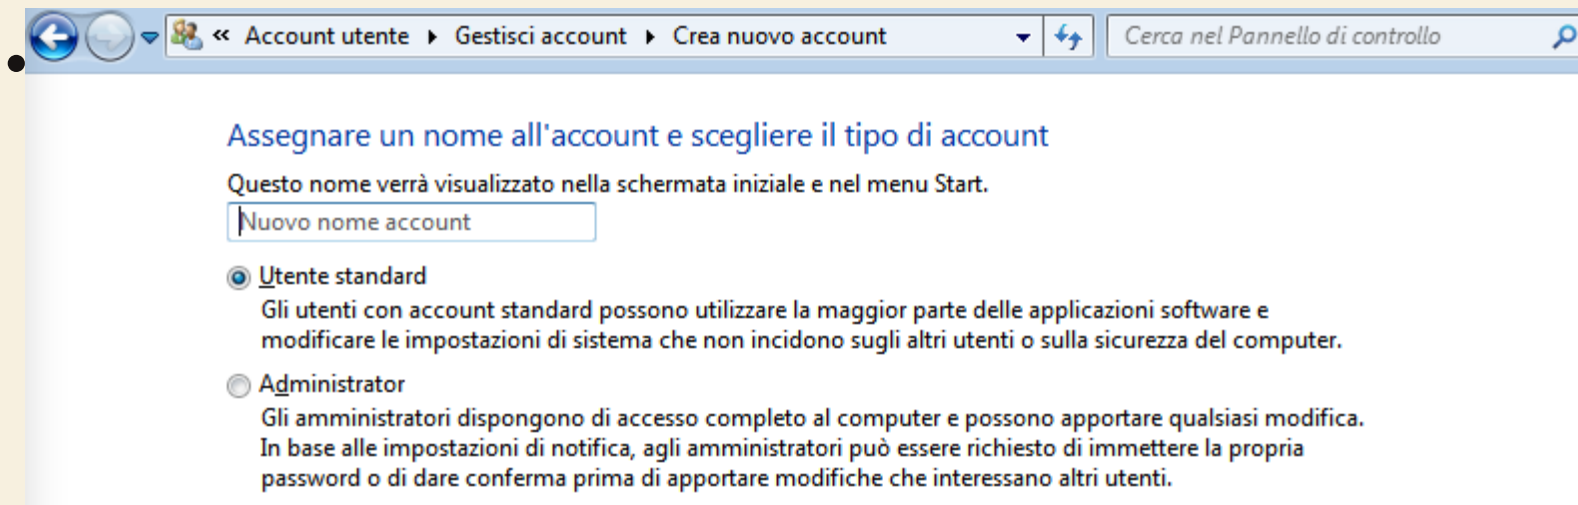 « Account utente ▸ Gestisci account ▸ Crea nuovo account
Cerca nel Pannello di controllo
Assegnare un nome all'account e scegliere il tipo di account
Questo nome verrà visualizzato nella schermata iniziale e nel menu Start.
Nuovo nome account
Utente standard
Gli utenti con account standard possono utilizzare la maggior parte delle applicazioni software e
modificare le impostazioni di sistema che non incidono sugli altri utenti o sulla sicurezza del computer.
Administrator
Gli amministratori dispongono di accesso completo al computer e possono apportare qualsiasi modifica.
In base alle impostazioni di notifica, agli amministratori può essere richiesto di immettere la propria
password o di dare conferma prima di apportare modifiche che interessano altri utenti.